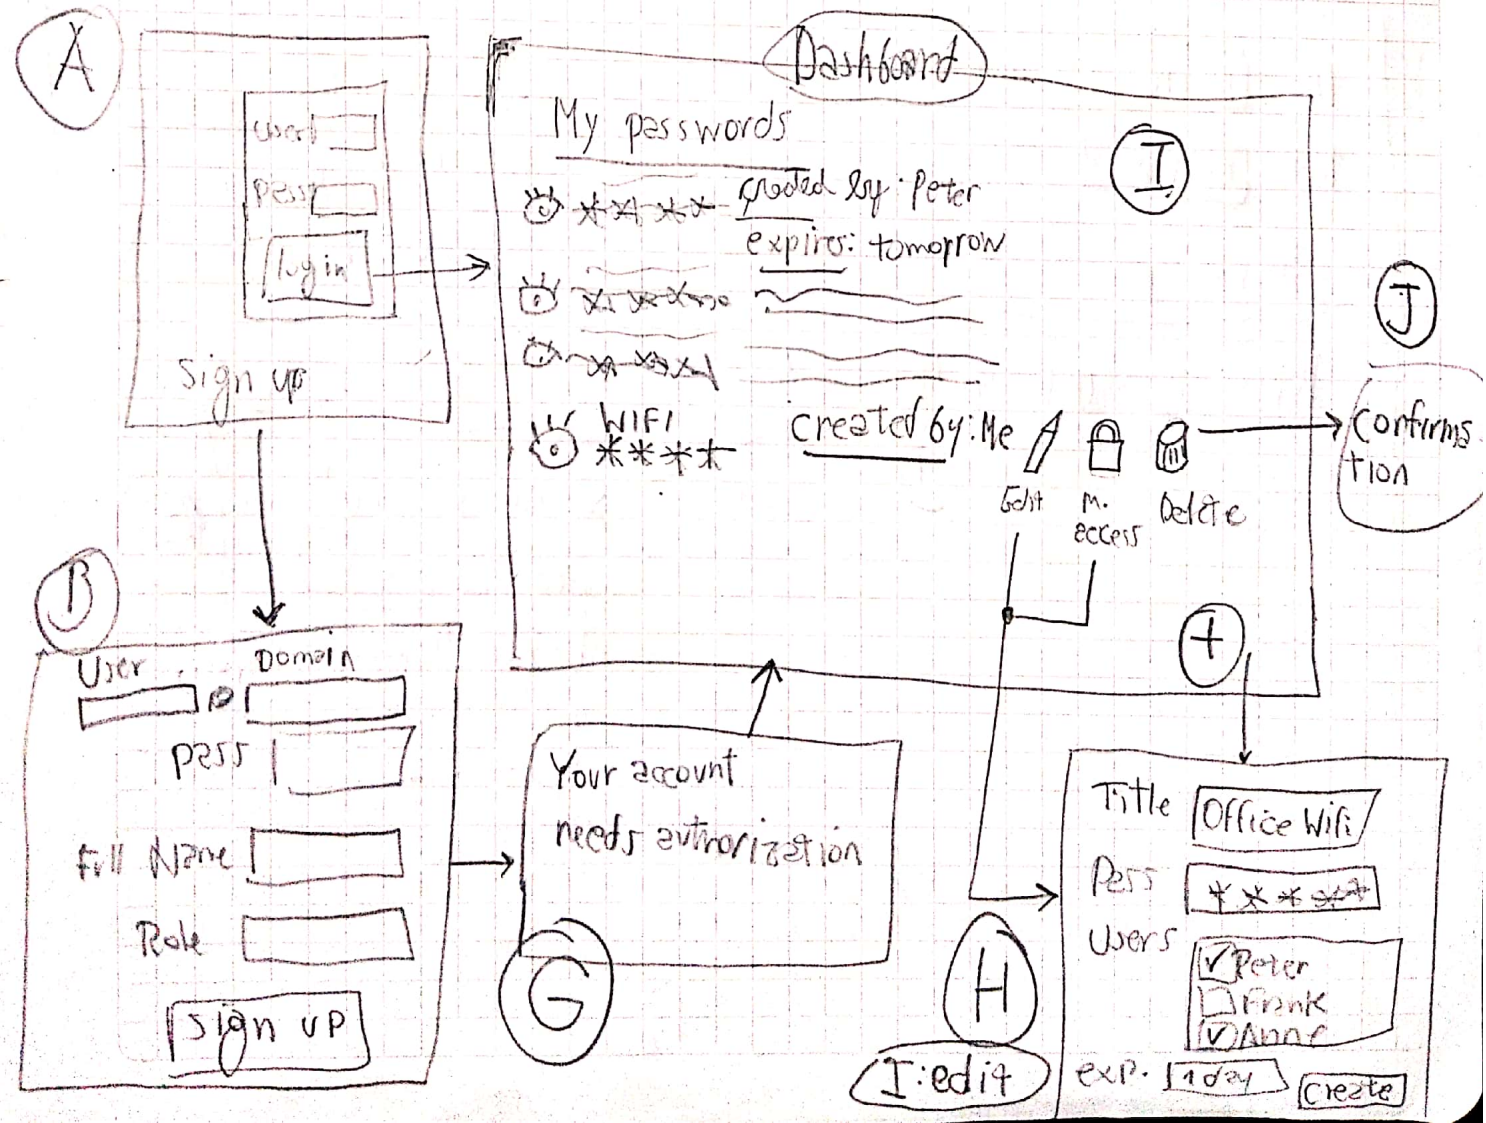 A
User
Pass
login
Sign up
Dashboard
My passwords
I
created by: Peter
expires: tomorrow
WIFI
****
created by: Me
Edit
M.
access
Delete
J
Confirma
tion
+
B
User
Domain
@
Pass
Full Name
Role
Sign up
Your account
needs authorization
G
H
I: edit
Title
Office Wifi
Pass
*****
Users
Peter
Frank
Anne
exp.
1 day
Create